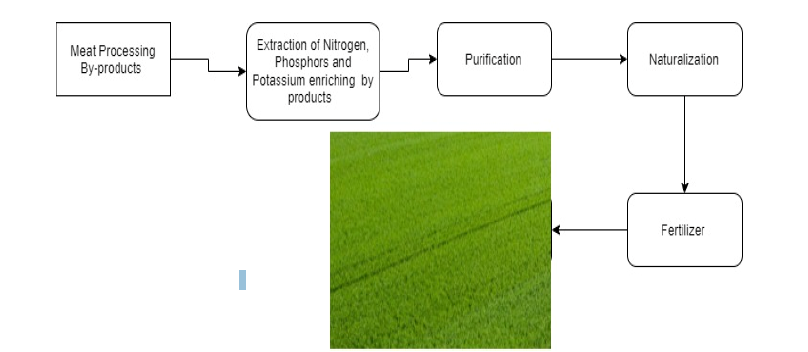 Meat Processing
By-products
Extraction of Nitrogen,
Phosphors and
Potassium enriching by
products
Purification
Naturalization
Fertilizer